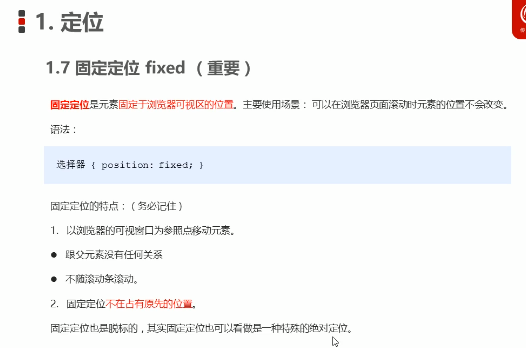 1. 定位
1.7 固定定位 fixed （重要）
固定定位是元素固定于浏览器可视区的位置。主要使用场景： 可以在浏览器页面滚动时元素的位置不会改变。
语法：
选择器 { position: fixed; }
固定定位的特点：（务必记住）
1. 以浏览器的可视窗口为参照点移动元素。
● 跟父元素没有任何关系
● 不随滚动条滚动。
2. 固定定位不在占有原先的位置。
固定定位也是脱标的，其实固定定位也可以看做是一种特殊的绝对定位。